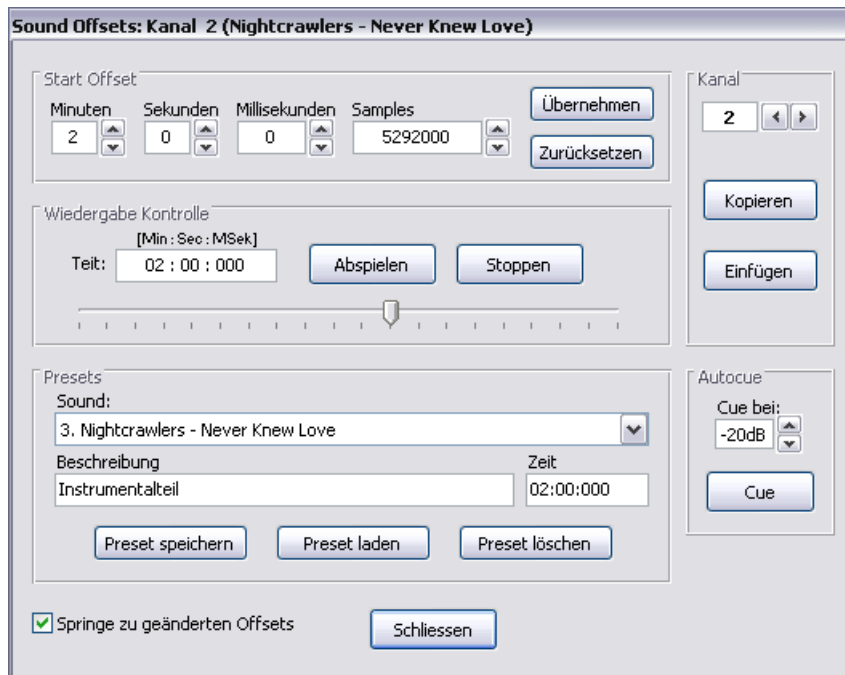 Sound Offsets: Kanal 2 (Nightcrawlers - Never Knew Love)
Start Offset
Minuten Sekunden Millisekunden Samples
2 0 0 5292000
Übernehmen
Zurücksetzen
Kanal
2
Kopieren
Einfügen
Wiedergabe Kontrolle
[Min : Sec : MSek]
Teit: 02 : 00 : 000 Abspielen Stoppen
Presets
Sound:
3. Nightcrawlers - Never Knew Love
Beschreibung Zeit
Instrumentalteil 02:00:000
Preset speichern Preset laden Preset löschen
Autocue
Cue bei:
-20dB
Cue
Springe zu geänderten Offsets Schliessen